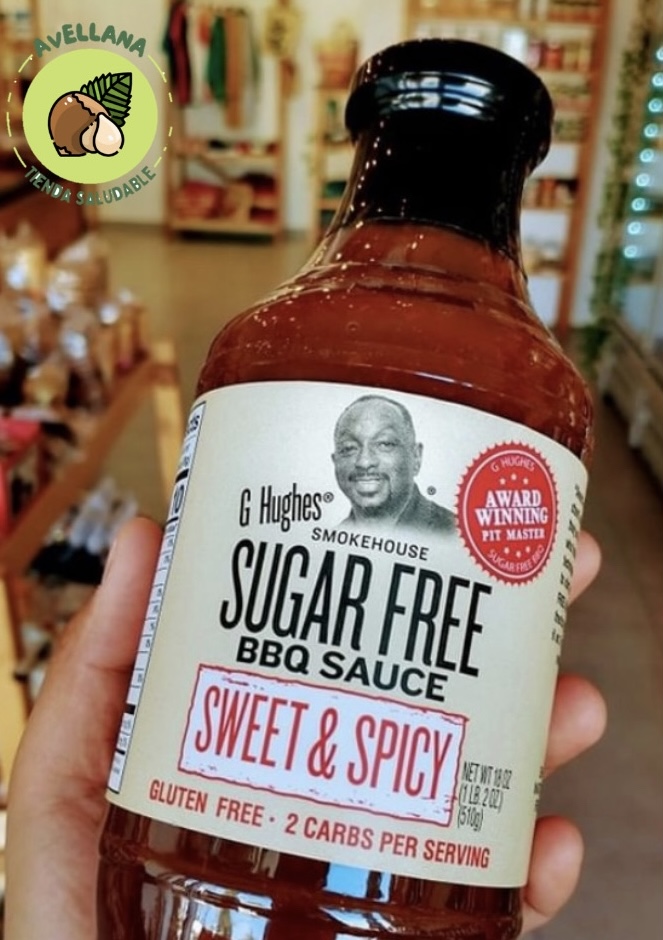 AVELLANA
TIENDA SALUDABLE
G Hughes®
®
SMOKEHOUSE
G HUGHES
AWARD
WINNING
PIT MASTER
SUGAR FREE BBQ
SUGAR FREE
BBQ SAUCE
SWEET & SPICY
NET WT 18 OZ
(1 LB. 2 OZ)
(510g)
GLUTEN FREE · 2 CARBS PER SERVING
10